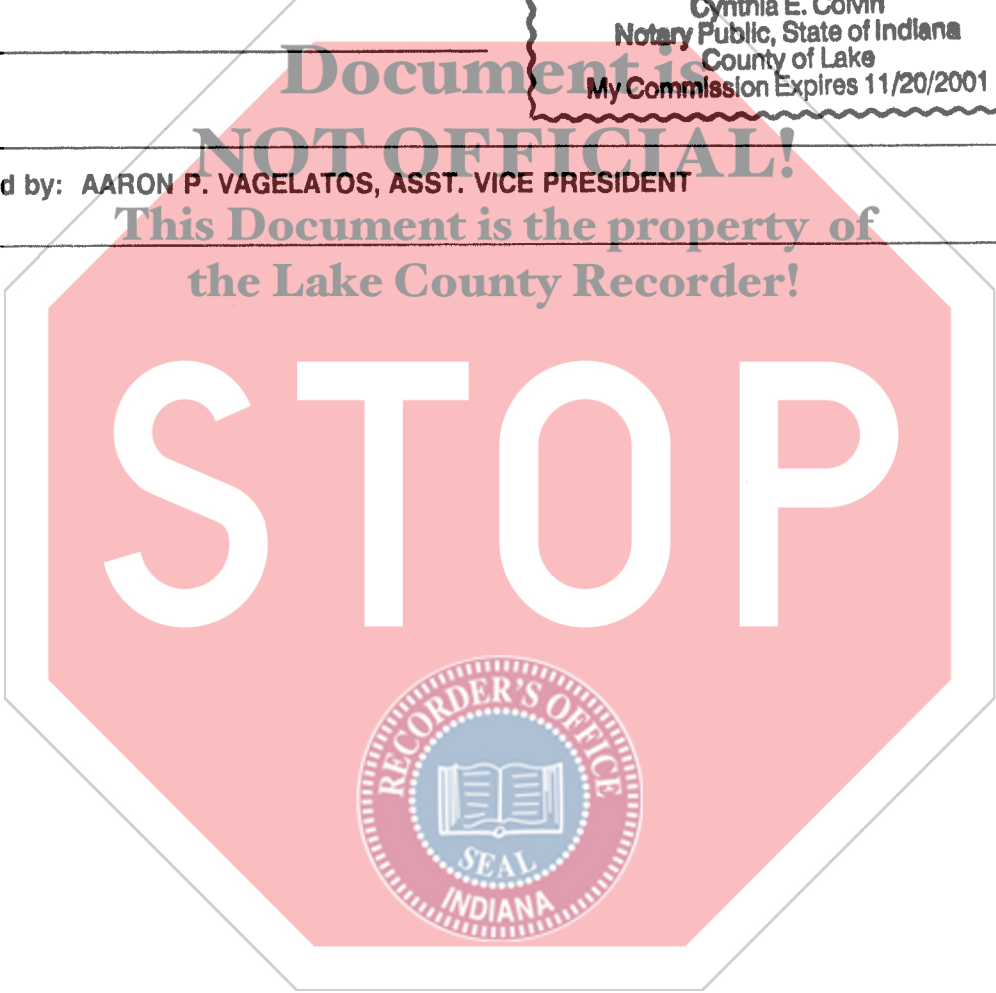 Cynthia E. Colvin
Notary Public, State of Indiana
County of Lake
My Commission Expires 11/20/2001
Document is
NOT OFFICIAL!
d by: AARON P. VAGELATOS, ASST. VICE PRESIDENT
This Document is the property of
the Lake County Recorder!
STOP
RECORDER'S OFFICE
SEAL
INDIANA